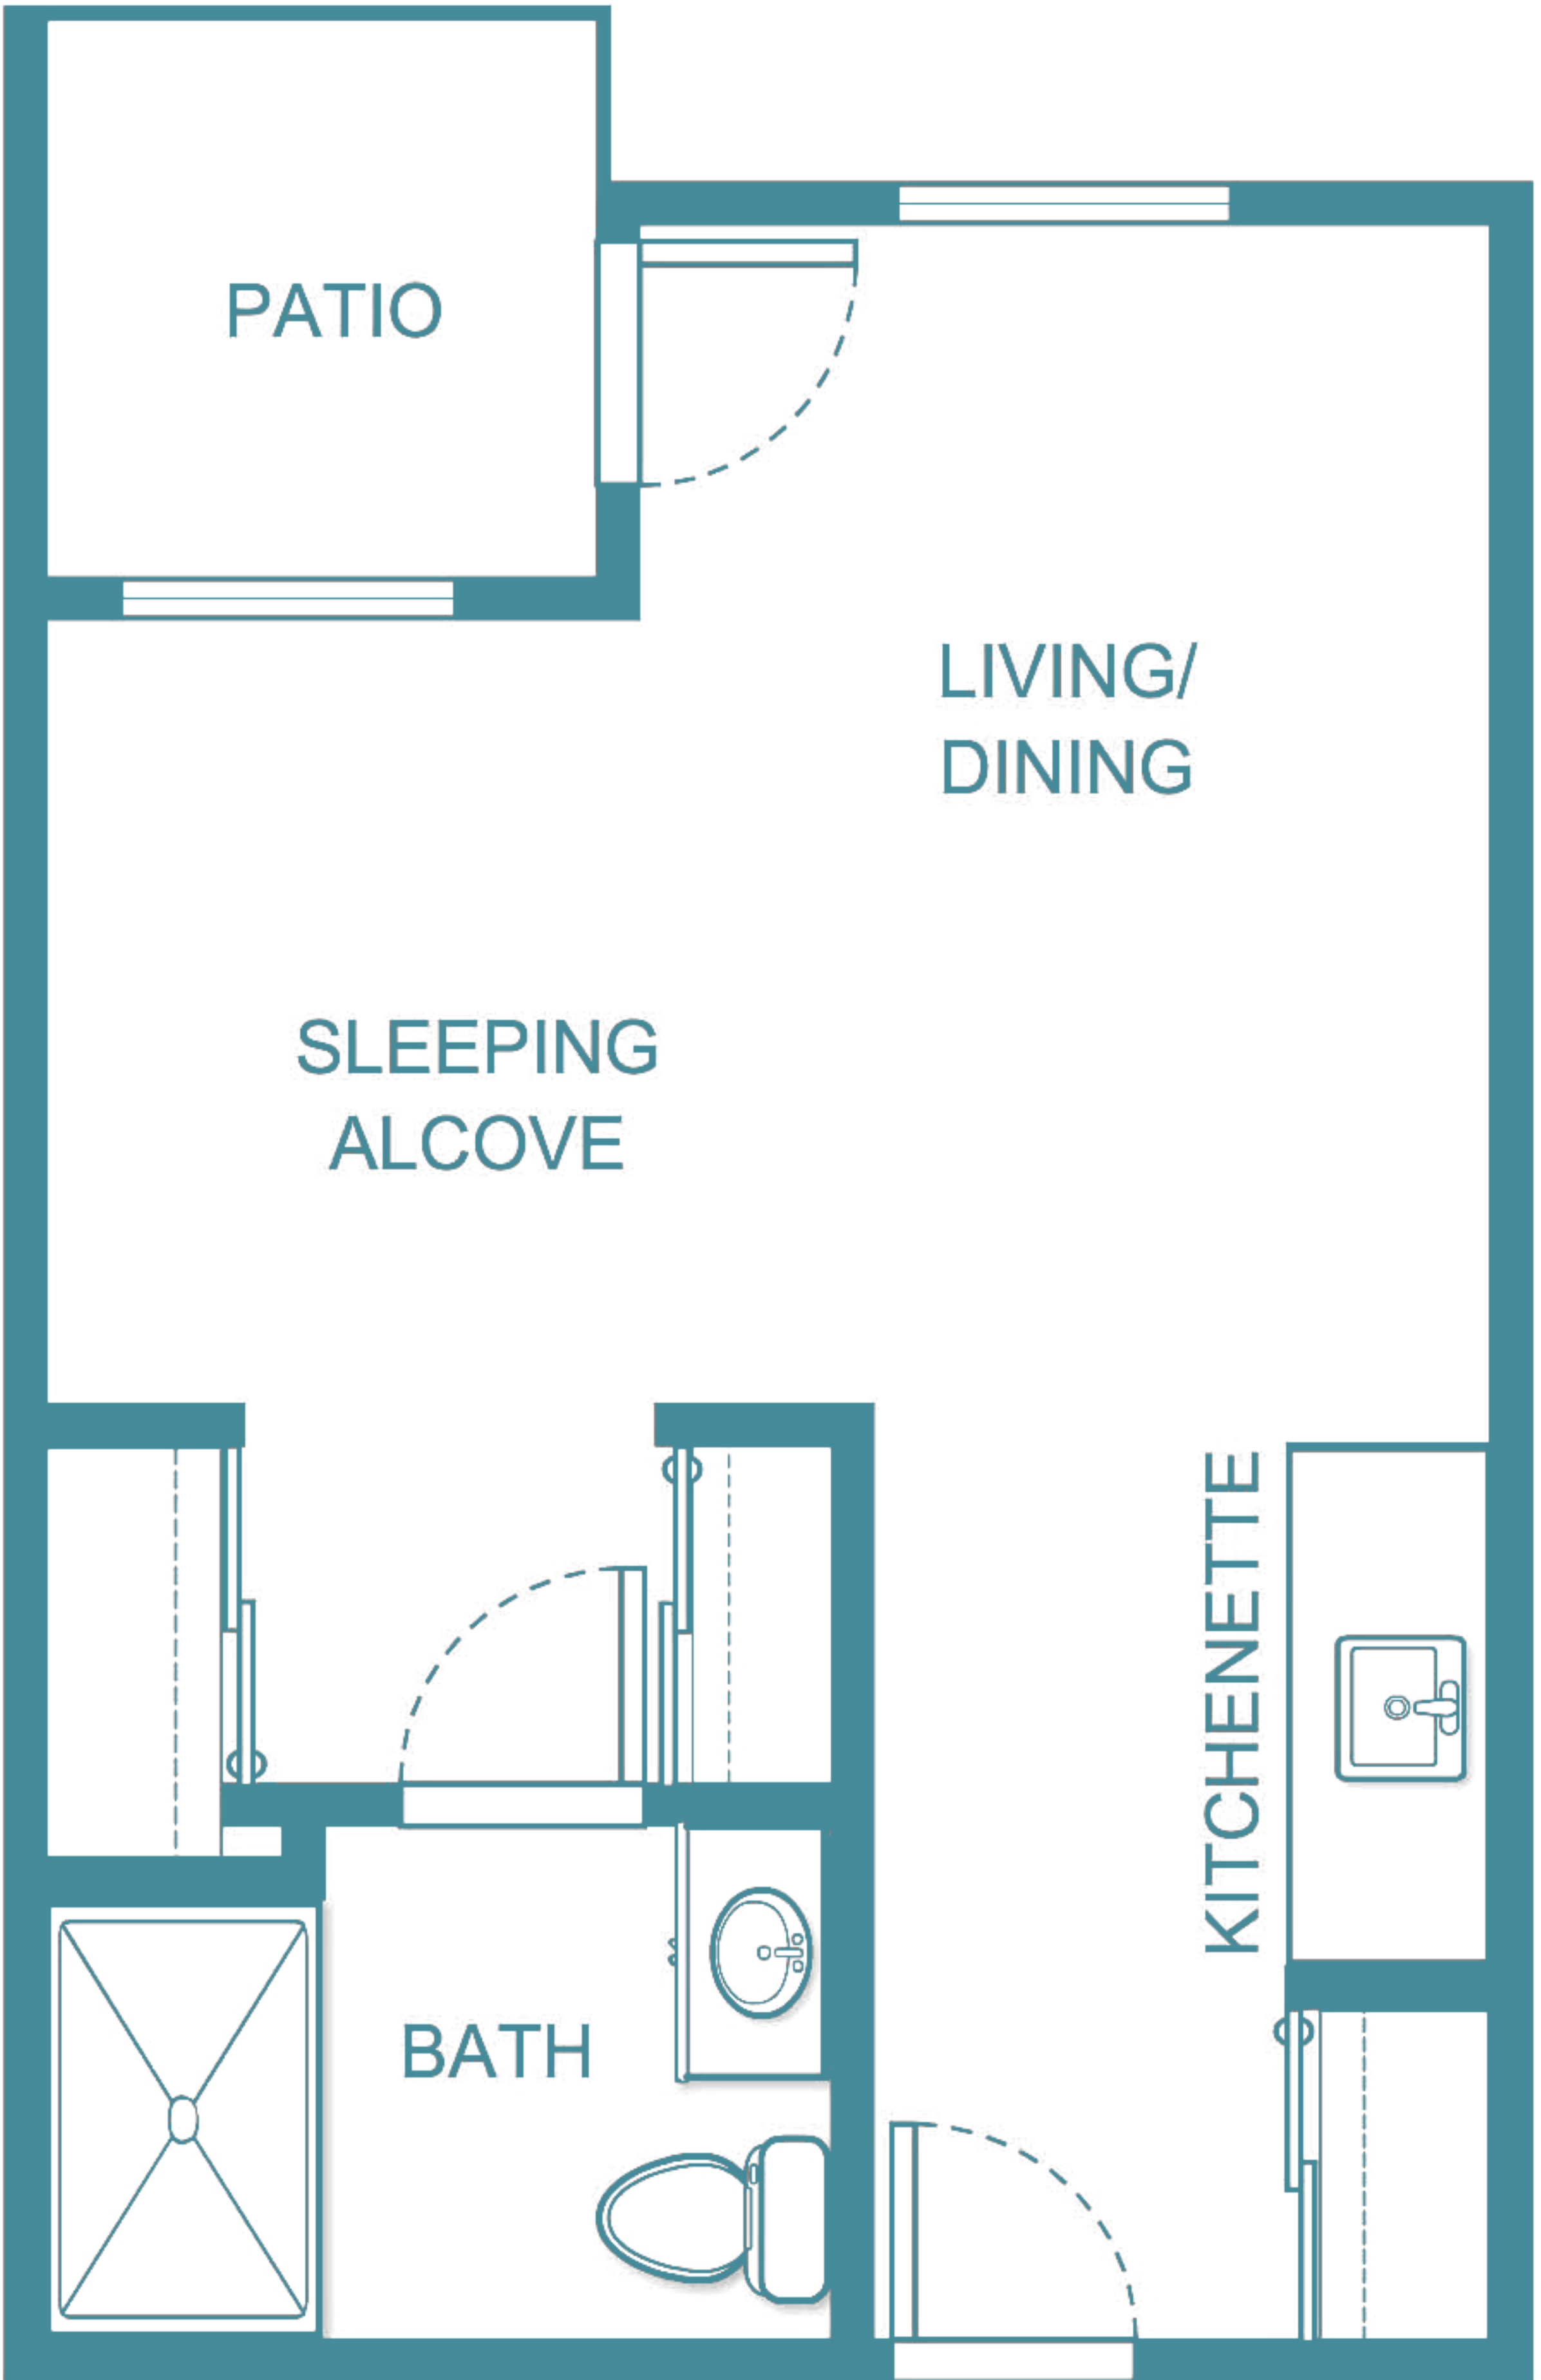 PATIO
LIVING/
DINING
SLEEPING
ALCOVE
KITCHENETTE
BATH